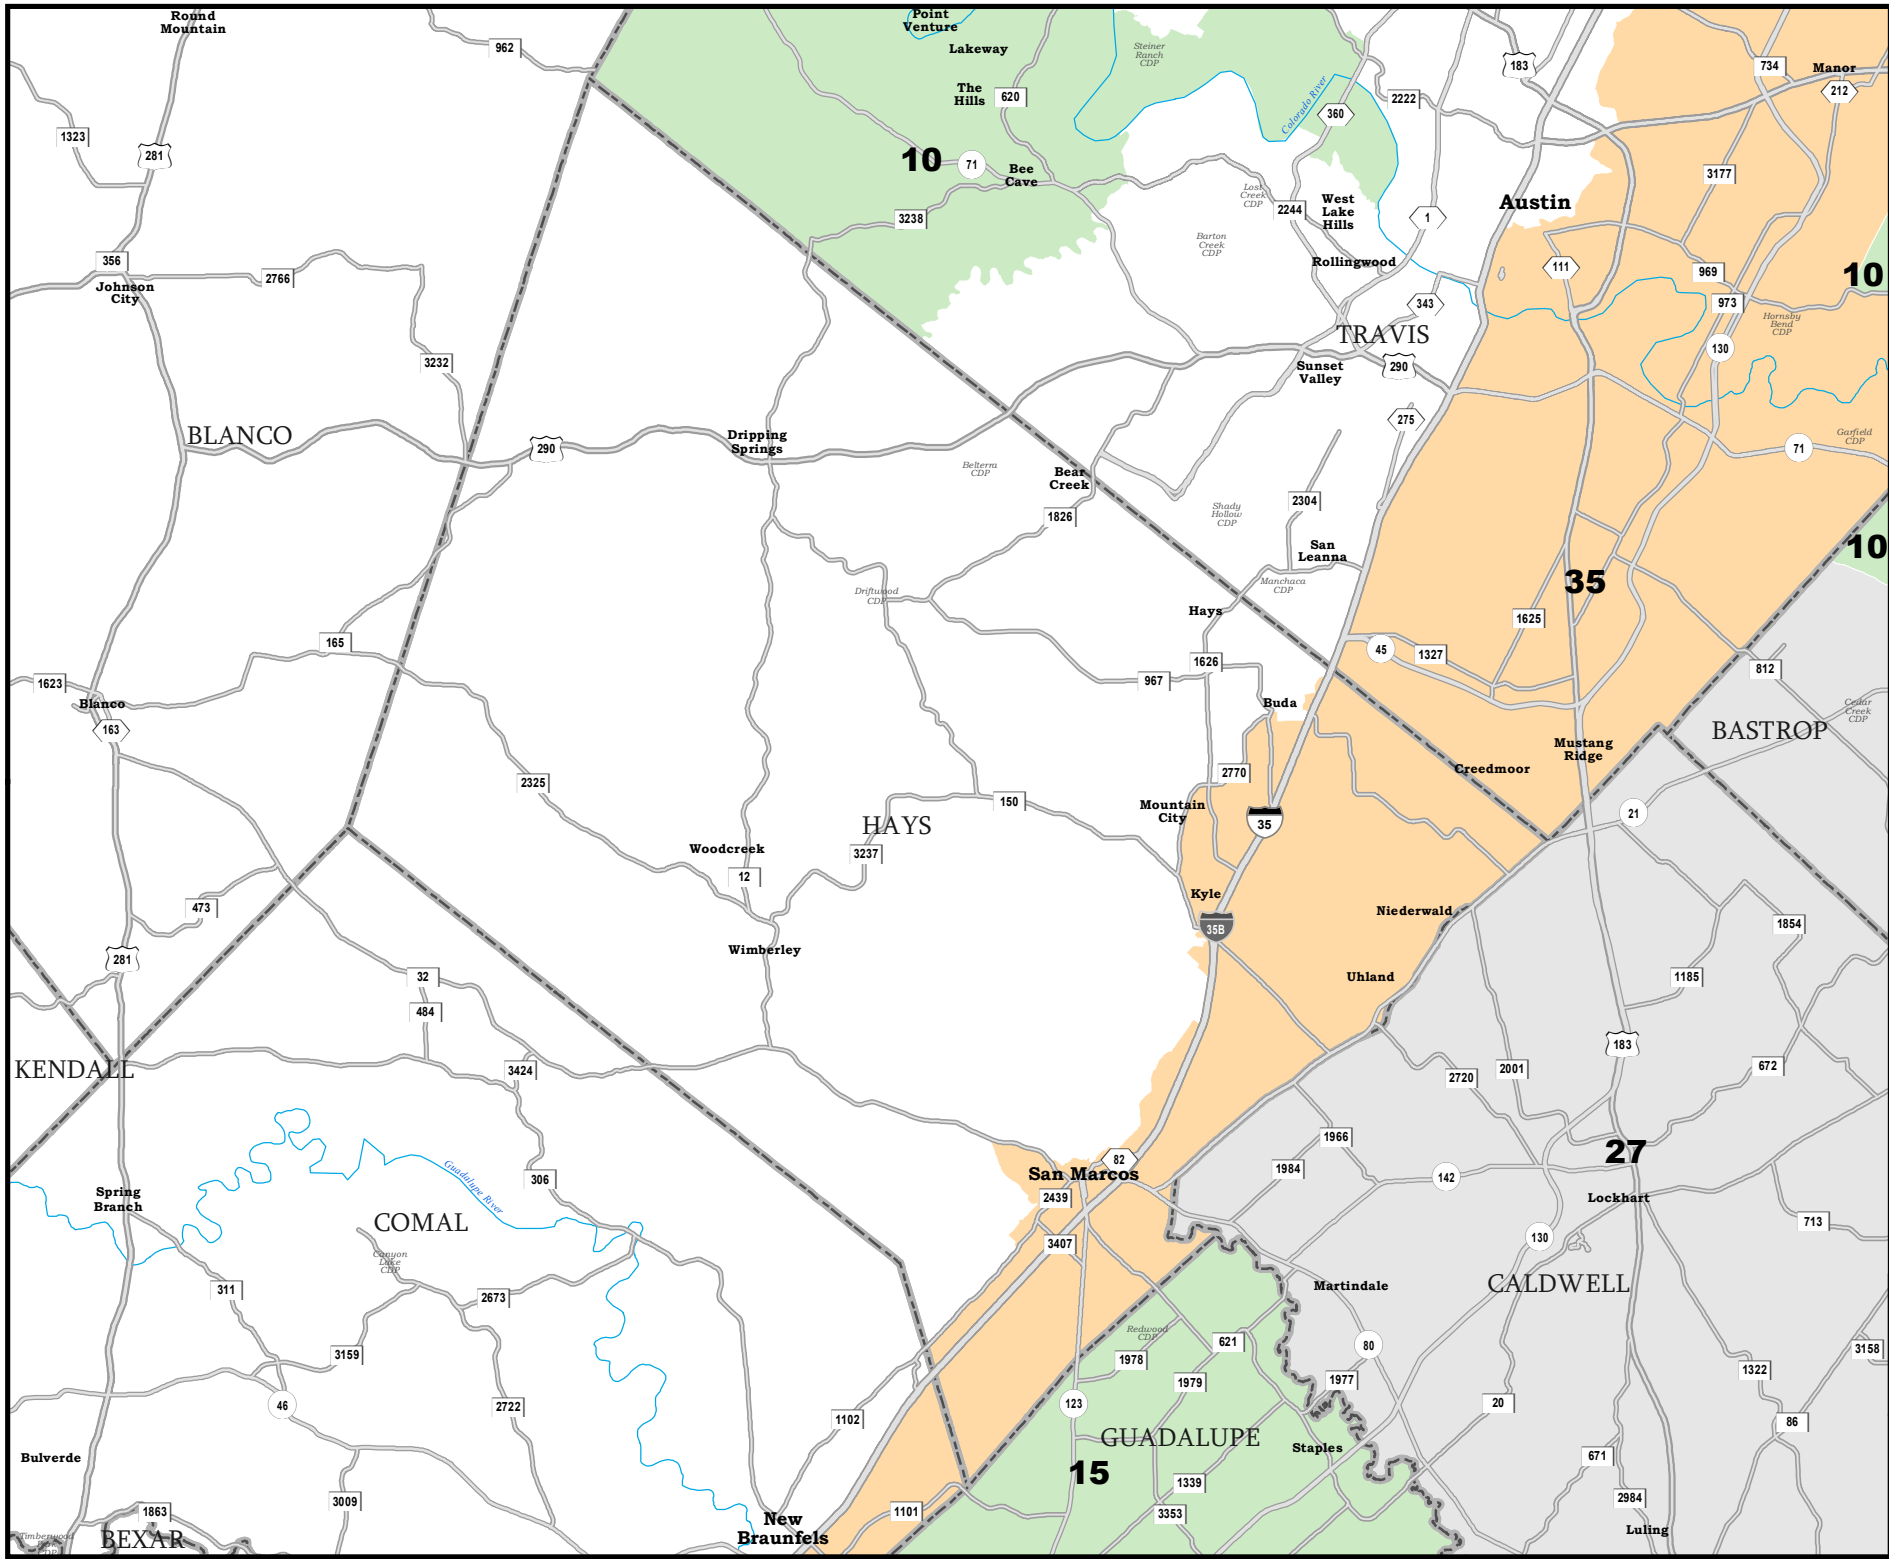 Round
Mountain
962
Point
Venture
Lakeway
Steiner
Ranch
CDP
183
734
Manor
212
The
Hills
620
2222
Colorado River
360
1323
281
10
71
Bee
Cave
3177
Lost
Creek
CDP
2244
West
Lake
Hills
Austin
1
3238
Barton
Creek
CDP
Rollingwood
111
969
10
356
2766
Johnson
City
343
973
Hornsby
Bend
CDP
TRAVIS
130
3232
Sunset
Valley
290
275
BLANCO
290
Dripping
Springs
Garfield
CDP
71
Belterra
CDP
Bear
Creek
2304
1826
Shady
Hollow
CDP
San
Leanna
10
35
Manchaca
CDP
Driftwood
CDP
Hays
1625
165
45
1327
1626
812
1623
967
Blanco
163
Buda
Cedar
Creek
CDP
BASTROP
Mustang
Ridge
Creedmoor
2325
2770
150
Mountain
City
21
35
HAYS
Woodcreek
3237
12
Kyle
473
Niederwald
35B
1854
Wimberley
281
32
Uhland
1185
484
183
KENDALL
3424
2720
2001
672
1966
27
82
San Marcos
1984
142
Guadalupe River
306
Spring
Branch
2439
Lockhart
COMAL
713
3407
130
Canyon
Lake
CDP
311
2673
Martindale
CALDWELL
Redwood
CDP
621
80
3159
1978
3158
1322
1979
1977
46
2722
123
20
1102
86
GUADALUPE
Staples
Bulverde
15
671
1339
3009
2984
1863
1101
3353
New
Braunfels
Luling
BEXAR
Timberwood
CDP